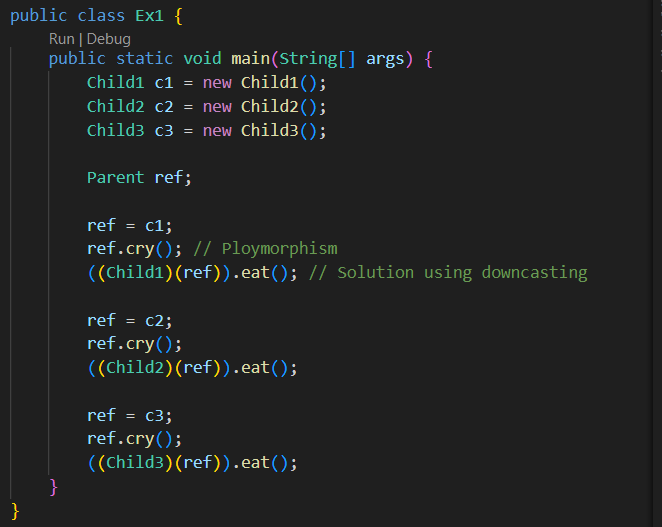 public class Ex1 {
Run | Debug
public static void main(String[] args) {
Child1 c1 = new Child1();
Child2 c2 = new Child2();
Child3 c3 = new Child3();
Parent ref;
ref = c1;
ref.cry(); // Ploymorphism
((Child1)(ref)).eat(); // Solution using downcasting
ref = c2;
ref.cry();
((Child2)(ref)).eat();
ref = c3;
ref.cry();
((Child3)(ref)).eat();
}
}